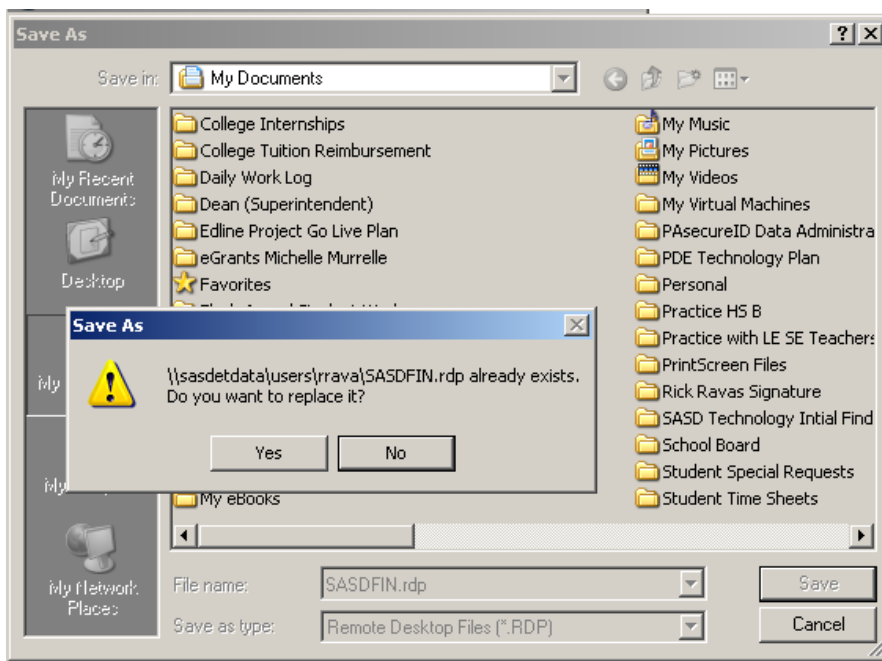 Save As
Save in:
My Documents
My Recent
Documents
Desktop
My
My
My Network
Places
College Internships
College Tuition Reimbursement
Daily Work Log
Dean (Superintendent)
Edline Project Go Live Plan
eGrants Michelle Murrelle
Favorites
My eBooks
My Music
My Pictures
My Videos
My Virtual Machines
PAsecureID Data Administra
PDE Technology Plan
Personal
Practice HS B
Practice with LE SE Teachers
PrintScreen Files
Rick Ravas Signature
SASD Technology Intial Find
School Board
Student Special Requests
Student Time Sheets
Save As
\\sasdetdata\users\rrava\SASDFIN.rdp already exists.
Do you want to replace it?
Yes
No
File name:
SASDFIN.rdp
Save
Save as type:
Remote Desktop Files (*.RDP)
Cancel